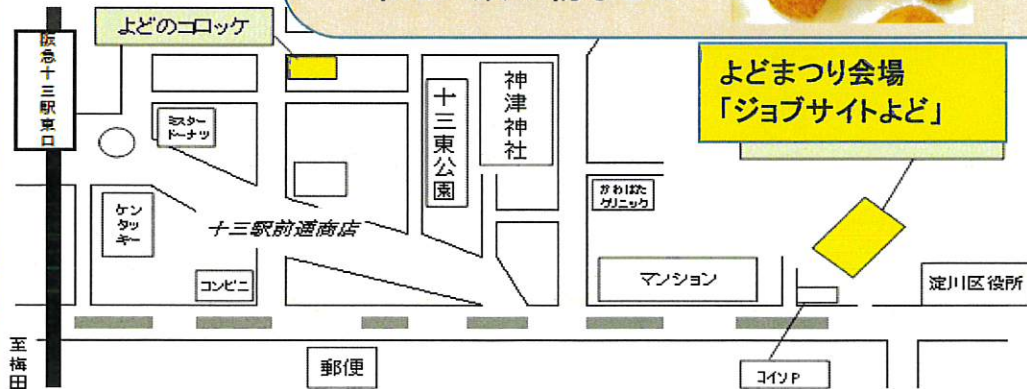 よどのコロッケ
阪急十三駅東口
よどまつり会場
「ジョブサイトよど」
ミスター
ドーナツ
十三東公園
神津神社
かわはた
クリニック
ケン
タッ
キー
十三駅前通商店
コンビニ
マンション
淀川区役所
至梅田
郵便
コイソP